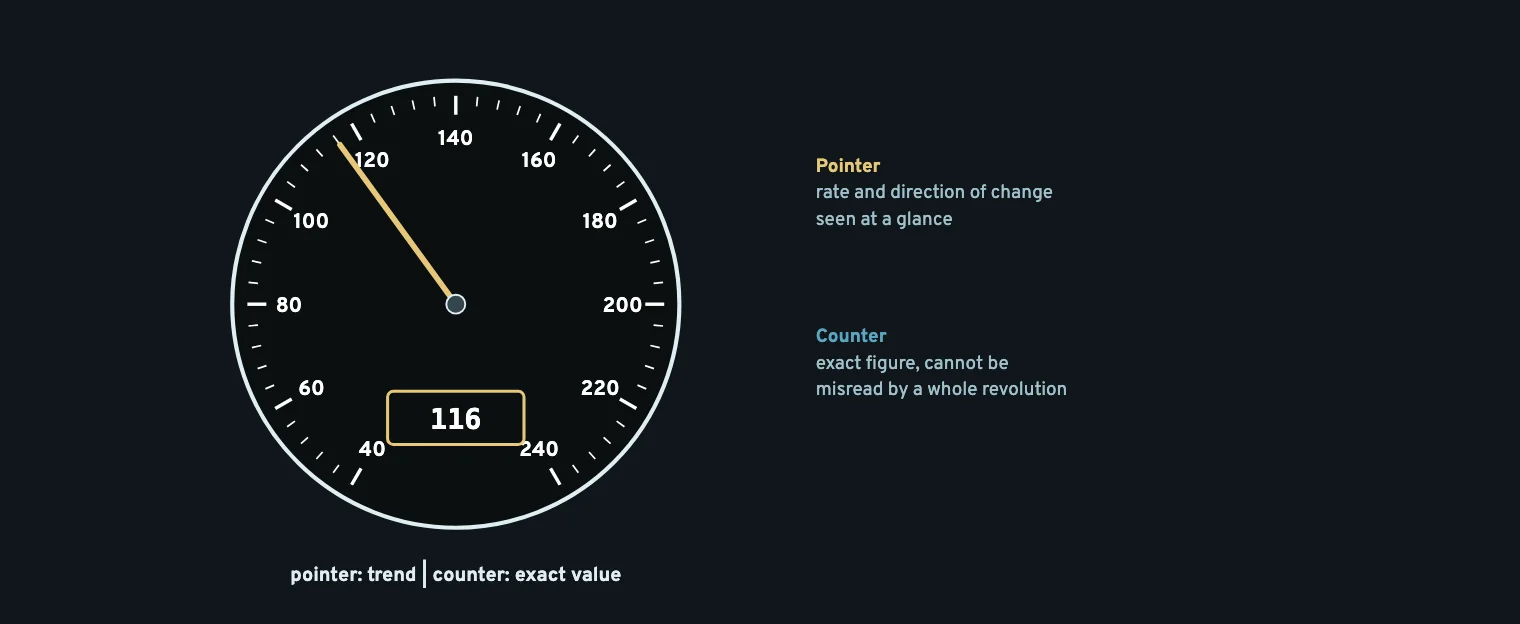 140
120
160
100
180
80
200
60
220
116
40
240
Pointer
rate and direction of change
seen at a glance
Counter
exact figure, cannot be
misread by a whole revolution
pointer: trend | counter: exact value